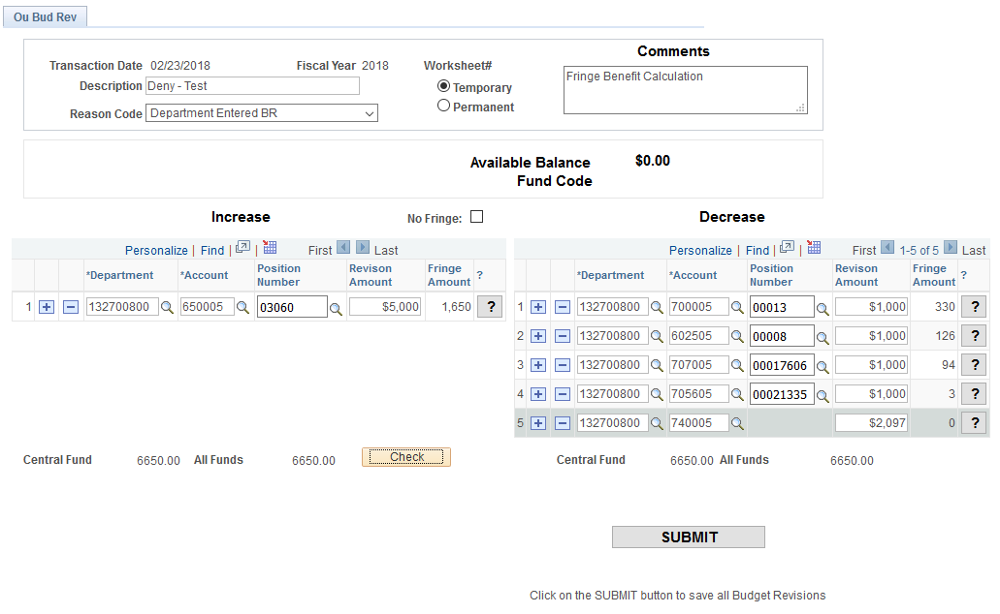 Ou Bud Rev
Comments
Transaction Date 02/23/2018 Fiscal Year 2018 Worksheet#
Description Deny - Test Temporary
Reason Code Department Entered BR Permanent
Fringe Benefit Calculation
Available Balance $0.00
Fund Code
Increase No Fringe: Decrease
Personalize | Find | | First Last
*Department *Account Position Number Revison Amount Fringe Amount ?
1 132700800 650005 03060 $5,000 1,650 ?
Personalize | Find | | First 1-5 of 5 Last
*Department *Account Position Number Revison Amount Fringe Amount ?
1 132700800 700005 00013 $1,000 330 ?
2 132700800 602505 00008 $1,000 126 ?
3 132700800 707005 00017606 $1,000 94 ?
4 132700800 705605 00021335 $1,000 3 ?
5 132700800 740005 $2,097 0 ?
Central Fund 6650.00 All Funds 6650.00 Check
Central Fund 6650.00 All Funds 6650.00
SUBMIT
Click on the SUBMIT button to save all Budget Revisions